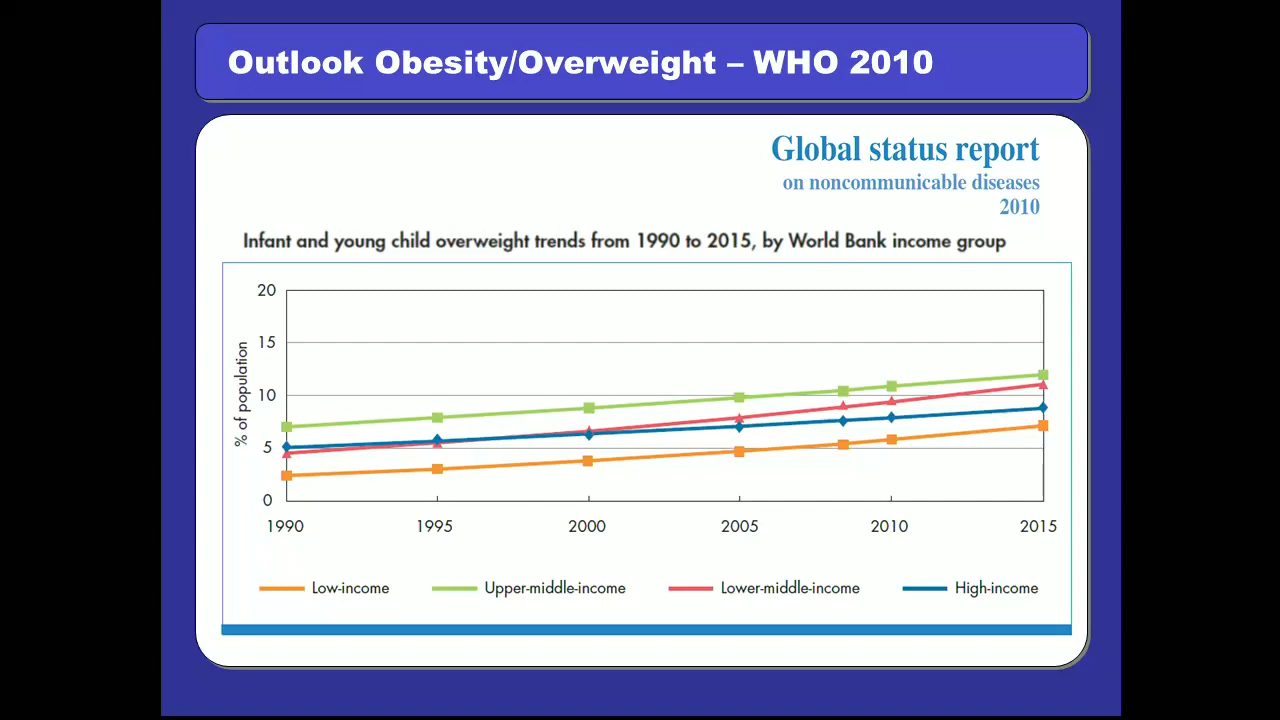 Outlook Obesity/Overweight – WHO 2010
Global status report
on noncommunicable diseases
2010
Infant and young child overweight trends from 1990 to 2015, by World Bank income group
% of population
20
15
10
5
0
1990 1995 2000 2005 2010 2015
Low-income Upper-middle-income Lower-middle-income High-income